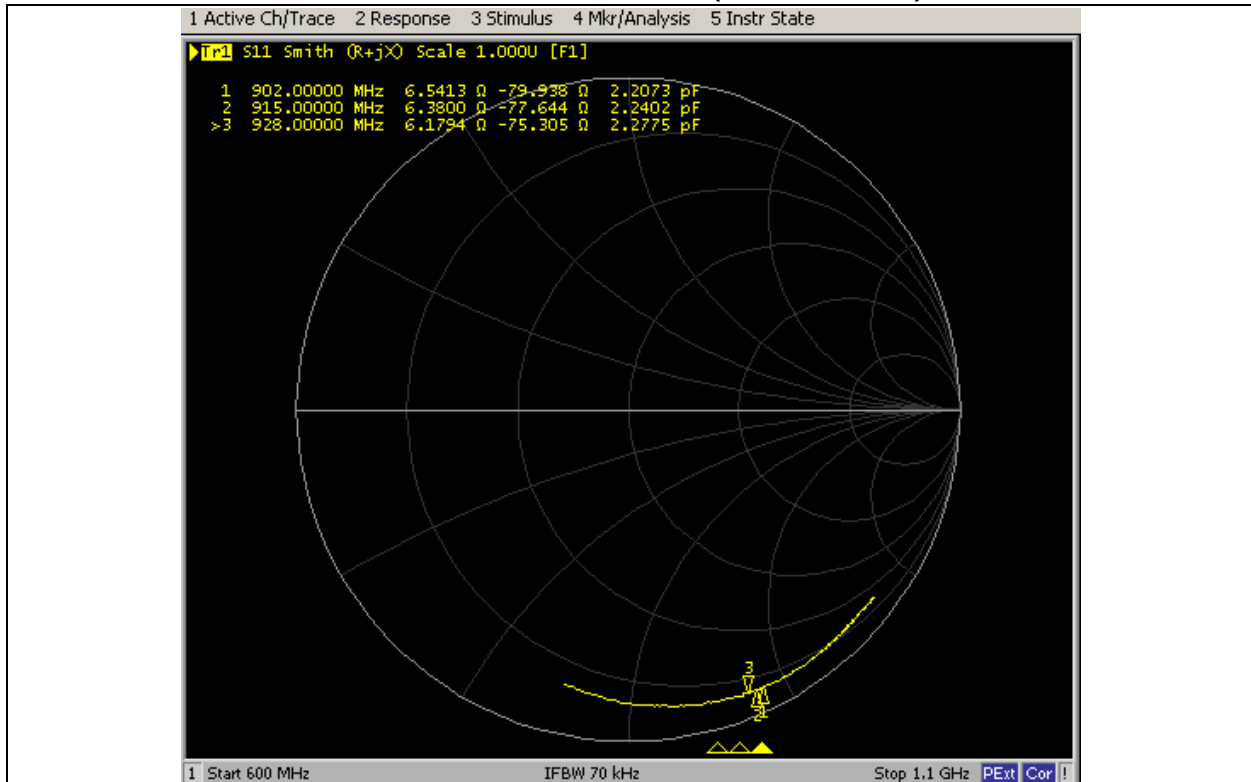 1 Active Ch/Trace 2 Response 3 Stimulus 4 Mkr/Analysis 5 Instr State
Tr1 S11 Smith (R+jX) Scale 1.000U [F1]
1 902.00000 MHz 6.5413 Ω -79.938 Ω 2.2073 pF
2 915.00000 MHz 6.3800 Ω -77.644 Ω 2.2402 pF
>3 928.00000 MHz 6.1794 Ω -75.305 Ω 2.2775 pF
3
2 1
1 Start 600 MHz IFBW 70 kHz Stop 1.1 GHz PExt Cor !